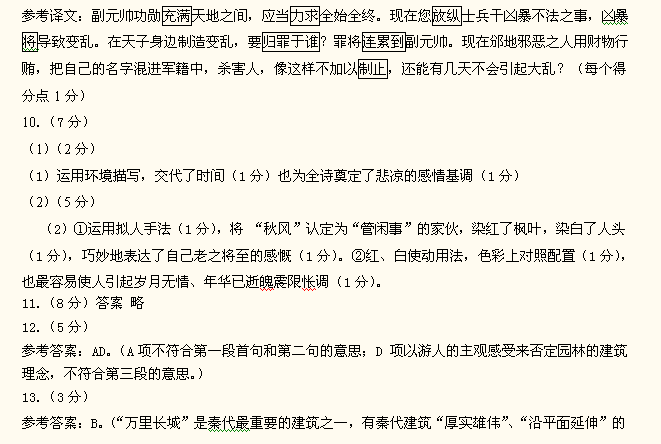 参考译文：副元帅功勋充满天地之间，应当力求全始全终。现在您放纵士兵干凶暴不法之事，凶暴
将导致变乱。在天子身边制造变乱，要归罪于谁？罪将连累到副元帅。现在邠地邪恶之人用财物行
贿，把自己的名字混进军籍中，杀害人，像这样不加以制止，还能有几天不会引起大乱？（每个得
分点 1 分）
10.（7 分）
（1）（2 分）
（1）运用环境描写，交代了时间（1 分）也为全诗奠定了悲凉的感情基调（1 分）
（2）（5 分）
（2）①运用拟人手法（1 分），将 “秋风”认定为“管闲事”的家伙，染红了枫叶，染白了人头
（1 分），巧妙地表达了自己老之将至的感慨（1 分）。②红、白使动用法，色彩上对照配置（1 分），
也最容易使人引起岁月无情、年华已逝魄震限怅调（1 分）。
11.（8 分）答案 略
12.（5 分）
参考答案：AD。（A 项不符合第一段首句和第二句的意思；D 项以游人的主观感受来否定园林的建筑
理念，不符合第三段的意思。）
13.（3 分）
参考答案：B。（“万里长城”是秦代最重要的建筑之一，有秦代建筑“厚实雄伟”、“沿平面延伸”的